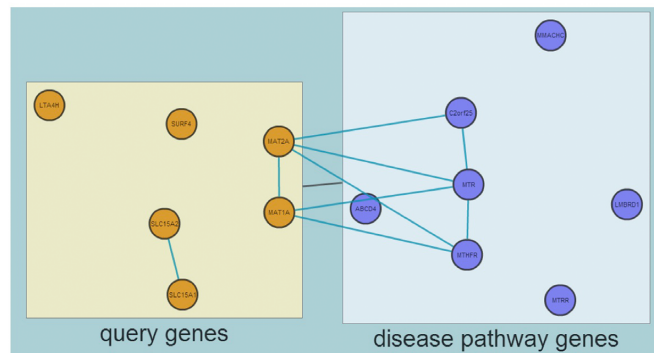 MMACHC
LTA4H
SURF4
C2orf25
MAT2A
MTR
ABCD4
MAT1A
LMBRD1
SLC15A2
MTHFR
SLC15A1
MTRR
query genes
disease pathway genes